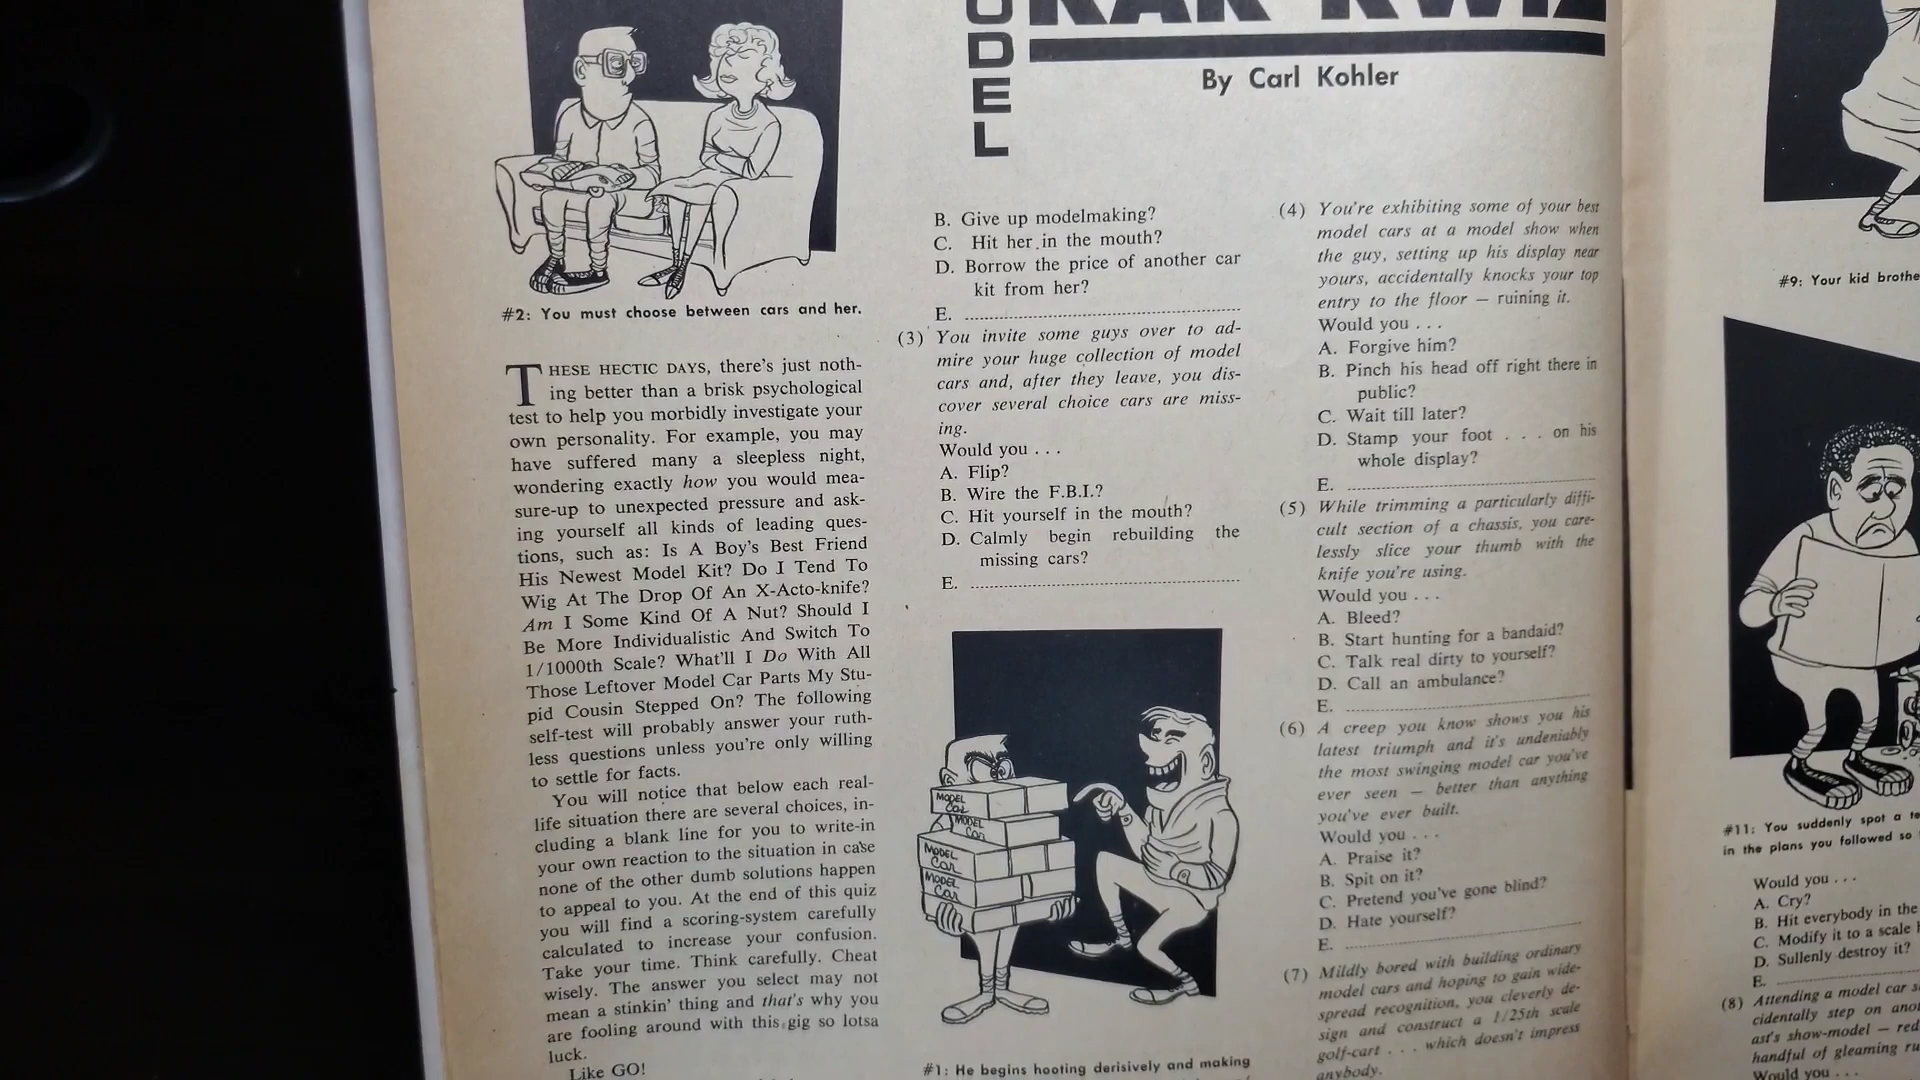 ODEL
KAR KWIZ
By Carl Kohler
#2: You must choose between cars and her.
THESE HECTIC DAYS, there's just noth-
ing better than a brisk psychological
test to help you morbidly investigate your
own personality. For example, you may
have suffered many a sleepless night,
wondering exactly how you would mea-
sure-up to unexpected pressure and ask-
ing yourself all kinds of leading ques-
tions, such as: Is A Boy's Best Friend
His Newest Model Kit? Do I Tend To
Wig At The Drop Of An X-Acto-knife?
Am I Some Kind Of A Nut? Should I
Be More Individualistic And Switch To
1/1000th Scale? What'll I Do With All
Those Leftover Model Car Parts My Stu-
pid Cousin Stepped On? The following
self-test will probably answer your ruth-
less questions unless you're only willing
to settle for facts.
You will notice that below each real-
life situation there are several choices, in-
cluding a blank line for you to write-in
your own reaction to the situation in case
none of the other dumb solutions happen
to appeal to you. At the end of this quiz
you will find a scoring-system carefully
calculated to increase your confusion.
Take your time. Think carefully. Cheat
wisely. The answer you select may not
mean a stinkin' thing and that's why you
are fooling around with this gig so lotsa
luck.
Like GO!
B. Give up modelmaking?
C. Hit her in the mouth?
D. Borrow the price of another car
kit from her?
E.
(3) You invite some guys over to ad-
mire your huge collection of model
cars and, after they leave, you dis-
cover several choice cars are miss-
ing.
Would you . . .
A. Flip?
B. Wire the F.B.I.?
C. Hit yourself in the mouth?
D. Calmly begin rebuilding the
missing cars?
E.
MODEL
Car
MODEL
Car
MODEL
Car
MODEL
Car
#1: He begins hooting derisively and making
(4) You're exhibiting some of your best
model cars at a model show when
the guy, setting up his display near
yours, accidentally knocks your top
entry to the floor — ruining it.
Would you . . .
A. Forgive him?
B. Pinch his head off right there in
public?
C. Wait till later?
D. Stamp your foot . . . on his
whole display?
E.
(5) While trimming a particularly diffi-
cult section of a chassis, you care-
lessly slice your thumb with the
knife you're using.
Would you . . .
A. Bleed?
B. Start hunting for a bandaid?
C. Talk real dirty to yourself?
D. Call an ambulance?
E.
(6) A creep you know shows you his
latest triumph and it's undeniably
the most swinging model car you've
ever seen — better than anything
you've ever built.
Would you . . .
A. Praise it?
B. Spit on it?
C. Pretend you've gone blind?
D. Hate yourself?
E.
(7) Mildly bored with building ordinary
model cars and hoping to gain wide-
spread recognition, you cleverly de-
sign and construct a 1/25th scale
golf-cart . . . which doesn't impress
anybody.
#9: Your kid brothe
#11: You suddenly spot a te
in the plans you followed so
Would you . . .
A. Cry?
B. Hit everybody in the
C. Modify it to a scale
D. Sullenly destroy it?
E.
(8) Attending a model car s
cidentally step on ano
ast's show-model — red
handful of gleaming ru
Would you . . .